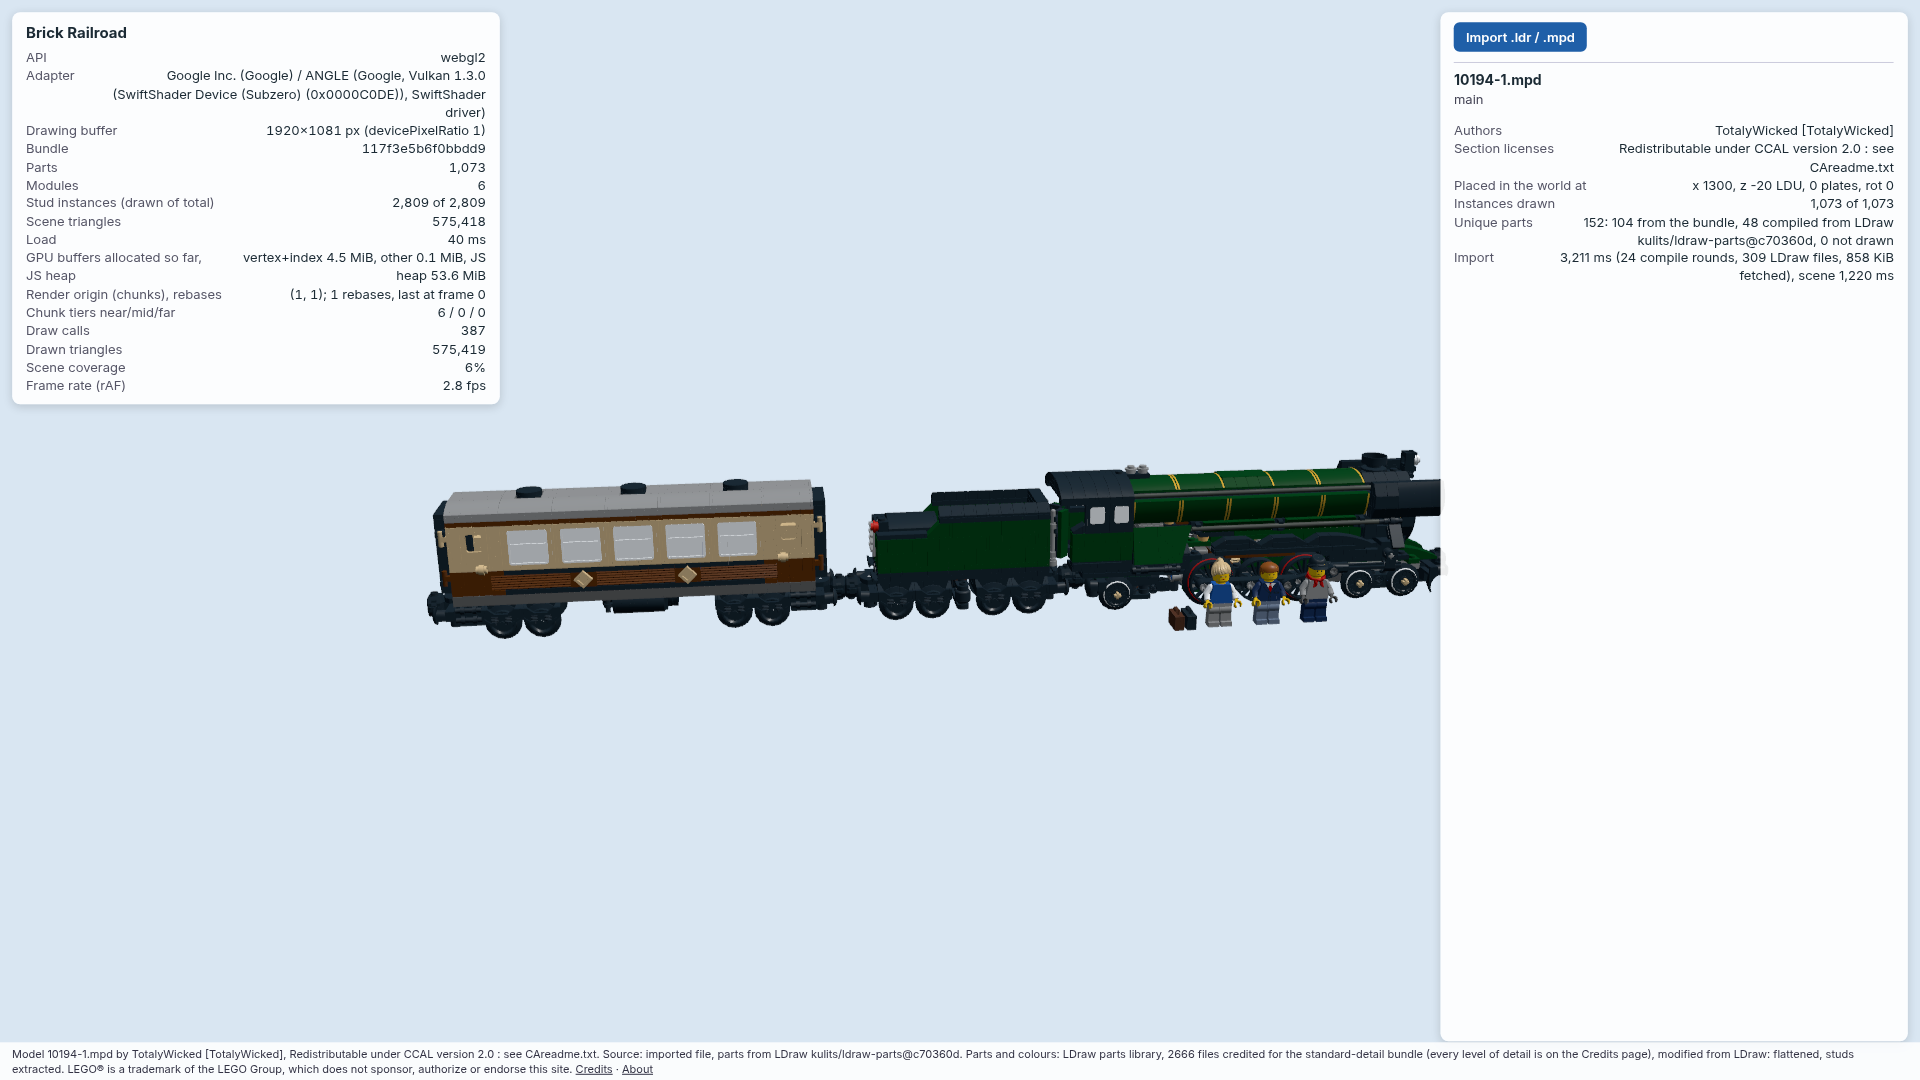 Brick Railroad
API webgl2
Adapter Google Inc. (Google) / ANGLE (Google, Vulkan 1.3.0
(SwiftShader Device (Subzero) (0x0000C0DE)), SwiftShader
driver)
Drawing buffer 1920×1081 px (devicePixelRatio 1)
Bundle 117f3e5b6f0bbdd9
Parts 1,073
Modules 6
Stud instances (drawn of total) 2,809 of 2,809
Scene triangles 575,418
Load 40 ms
GPU buffers allocated so far, vertex+index 4.5 MiB, other 0.1 MiB, JS
JS heap heap 53.6 MiB
Render origin (chunks), rebases (1, 1); 1 rebases, last at frame 0
Chunk tiers near/mid/far 6 / 0 / 0
Draw calls 387
Drawn triangles 575,419
Scene coverage 6%
Frame rate (rAF) 2.8 fps
Import .ldr / .mpd
10194-1.mpd
main
Authors TotalyWicked [TotalyWicked]
Section licenses Redistributable under CCAL version 2.0 : see
CAreadme.txt
Placed in the world at x 1300, z -20 LDU, 0 plates, rot 0
Instances drawn 1,073 of 1,073
Unique parts 152: 104 from the bundle, 48 compiled from LDraw
kulits/ldraw-parts@c70360d, 0 not drawn
Import 3,211 ms (24 compile rounds, 309 LDraw files, 858 KiB
fetched), scene 1,220 ms
Model 10194-1.mpd by TotalyWicked [TotalyWicked], Redistributable under CCAL version 2.0 : see CAreadme.txt. Source: imported file, parts from LDraw kulits/ldraw-parts@c70360d. Parts and colours: LDraw parts library, 2666 files credited for the standard-detail bundle (every level of detail is on the Credits page), modified from LDraw: flattened, studs
extracted. LEGO® is a trademark of the LEGO Group, which does not sponsor, authorize or endorse this site. Credits · About